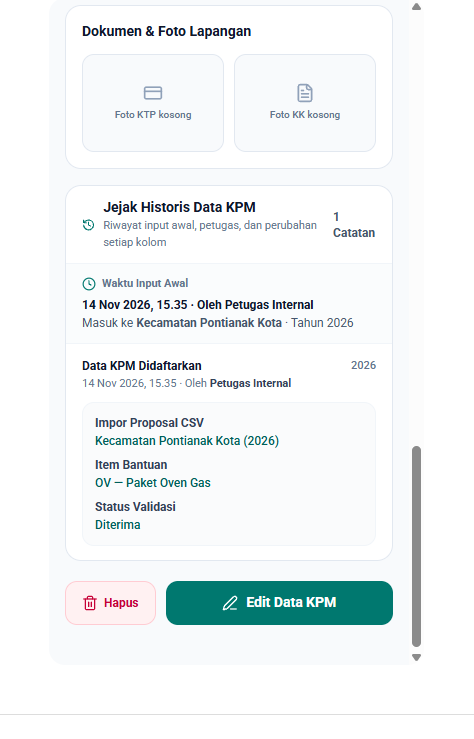 Dokumen & Foto Lapangan
Foto KTP kosong
Foto KK kosong
Jejak Historis Data KPM
Riwayat input awal, petugas, dan perubahan
setiap kolom
1
Catatan
Waktu Input Awal
14 Nov 2026, 15.35 · Oleh Petugas Internal
Masuk ke Kecamatan Pontianak Kota · Tahun 2026
Data KPM Didaftarkan
2026
14 Nov 2026, 15.35 · Oleh Petugas Internal
Impor Proposal CSV
Kecamatan Pontianak Kota (2026)
Item Bantuan
OV — Paket Oven Gas
Status Validasi
Diterima
Hapus
Edit Data KPM